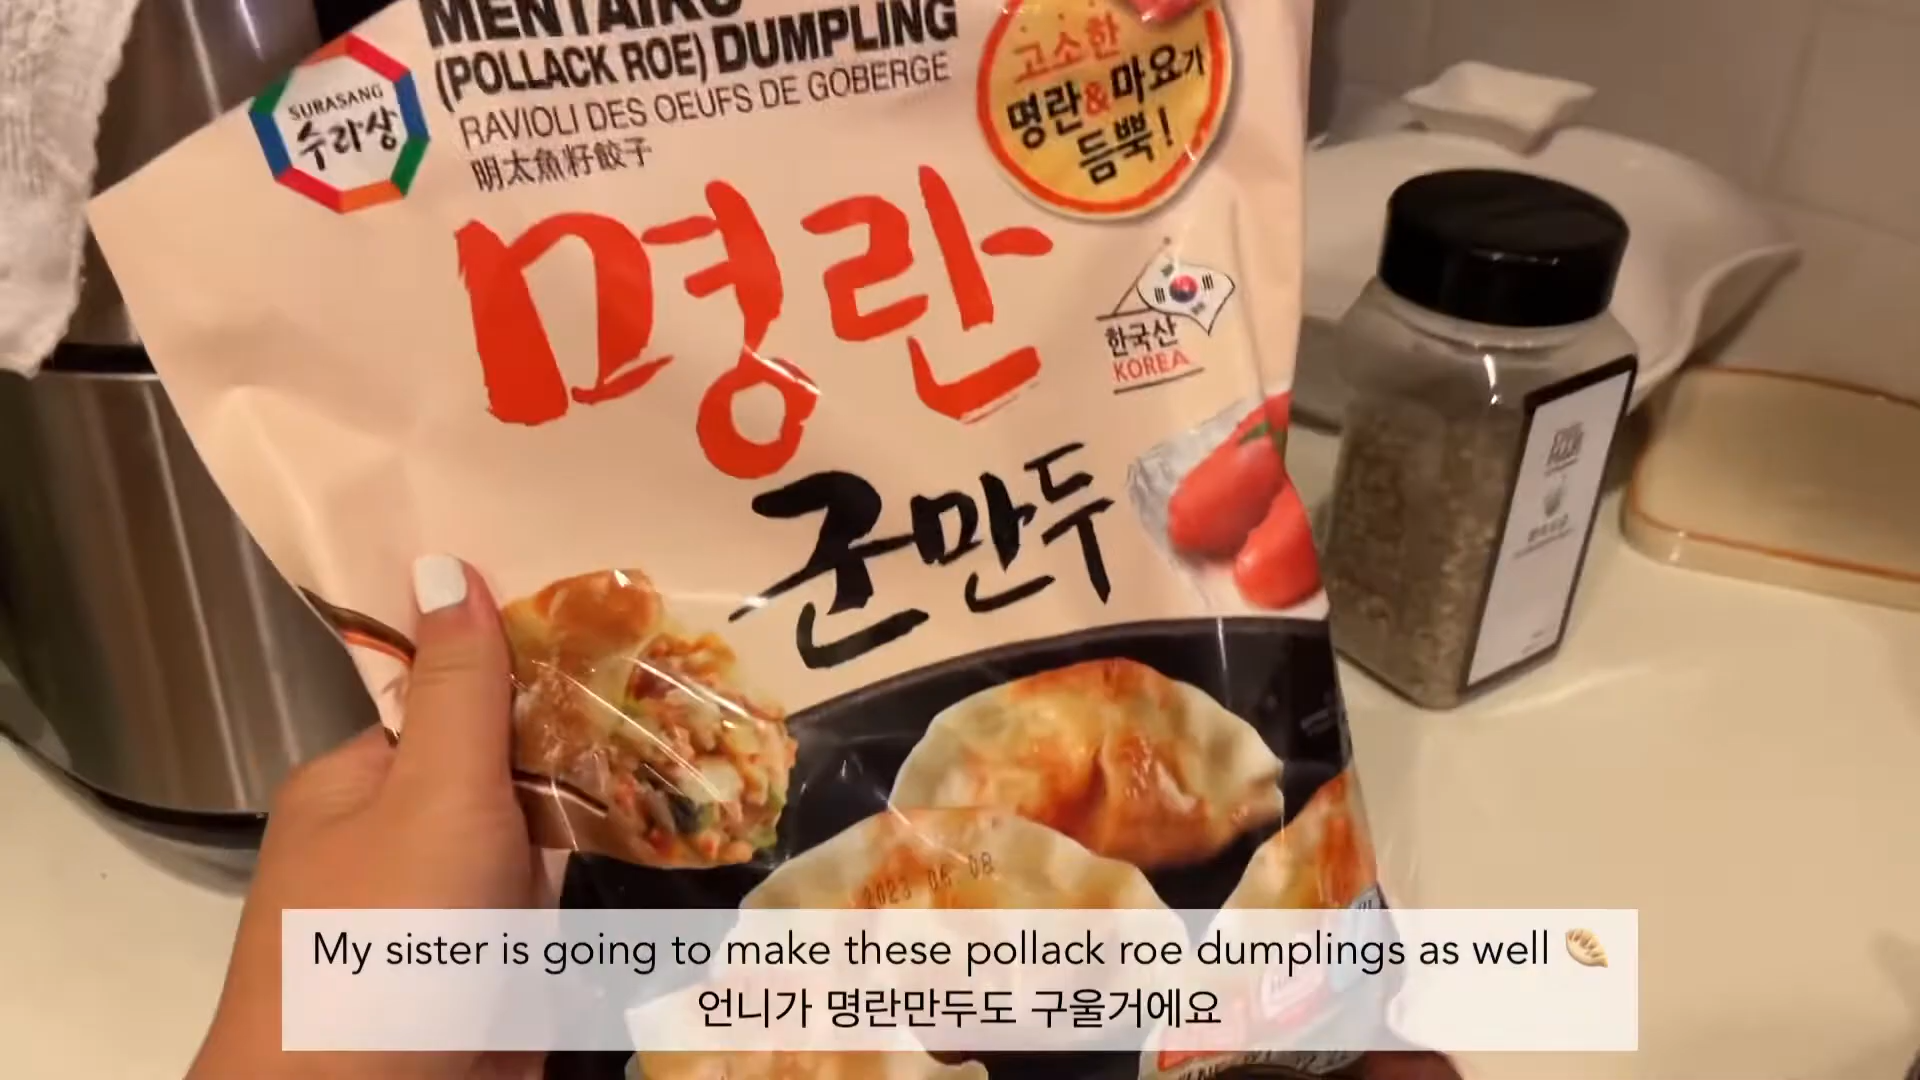 MENTAIKO
(POLLACK ROE) DUMPLING
RAVIOLI DES OEUFS DE GOBERGE
明太魚籽餃子
SURASANG
수라상
고소한
명란&마요가
듬뿍!
명란
군만두
한국산
KOREA
2023 06 08
My sister is going to make these pollack roe dumplings as well 🥟
언니가 명란만두도 구울거에요